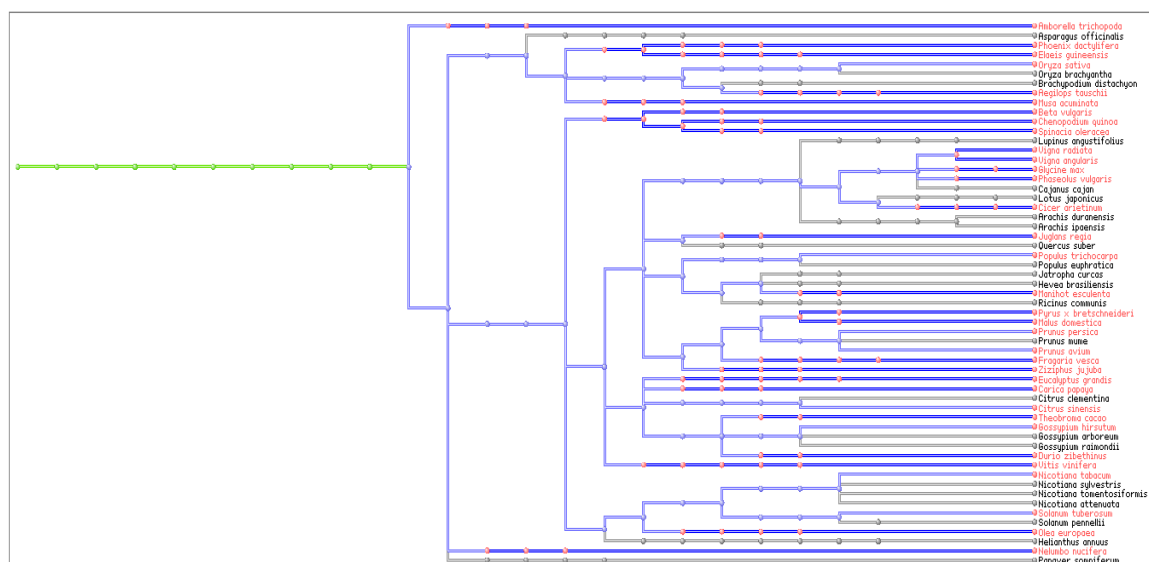 Amborella trichopoda
Asparagus officinalis
Phoenix dactylifera
Elaeis guineensis
Oryza sativa
Oryza brachyantha
Brachypodium distachyon
Aegilops tauschii
Musa acuminata
Beta vulgaris
Chenopodium quinoa
Spinacia oleracea
Lupinus angustifolius
Vigna radiata
Vigna angularis
Glycine max
Phaseolus vulgaris
Cajanus cajan
Lotus japonicus
Cicer arietinum
Arachis duranensis
Arachis ipaensis
Juglans regia
Quercus suber
Populus trichocarpa
Populus euphratica
Jatropha curcas
Hevea brasiliensis
Manihot esculenta
Ricinus communis
Pyrus x bretschneideri
Malus domestica
Prunus persica
Prunus mume
Prunus avium
Fragaria vesca
Ziziphus jujuba
Eucalyptus grandis
Carica papaya
Citrus clementina
Citrus sinensis
Theobroma cacao
Gossypium hirsutum
Gossypium arboreum
Gossypium raimondii
Durio zibethinus
Vitis vinifera
Nicotiana tabacum
Nicotiana sylvestris
Nicotiana tomentosiformis
Nicotiana attenuata
Solanum tuberosum
Solanum pennellii
Olea europaea
Helianthus annuus
Nelumbo nucifera
Papaver somniferum